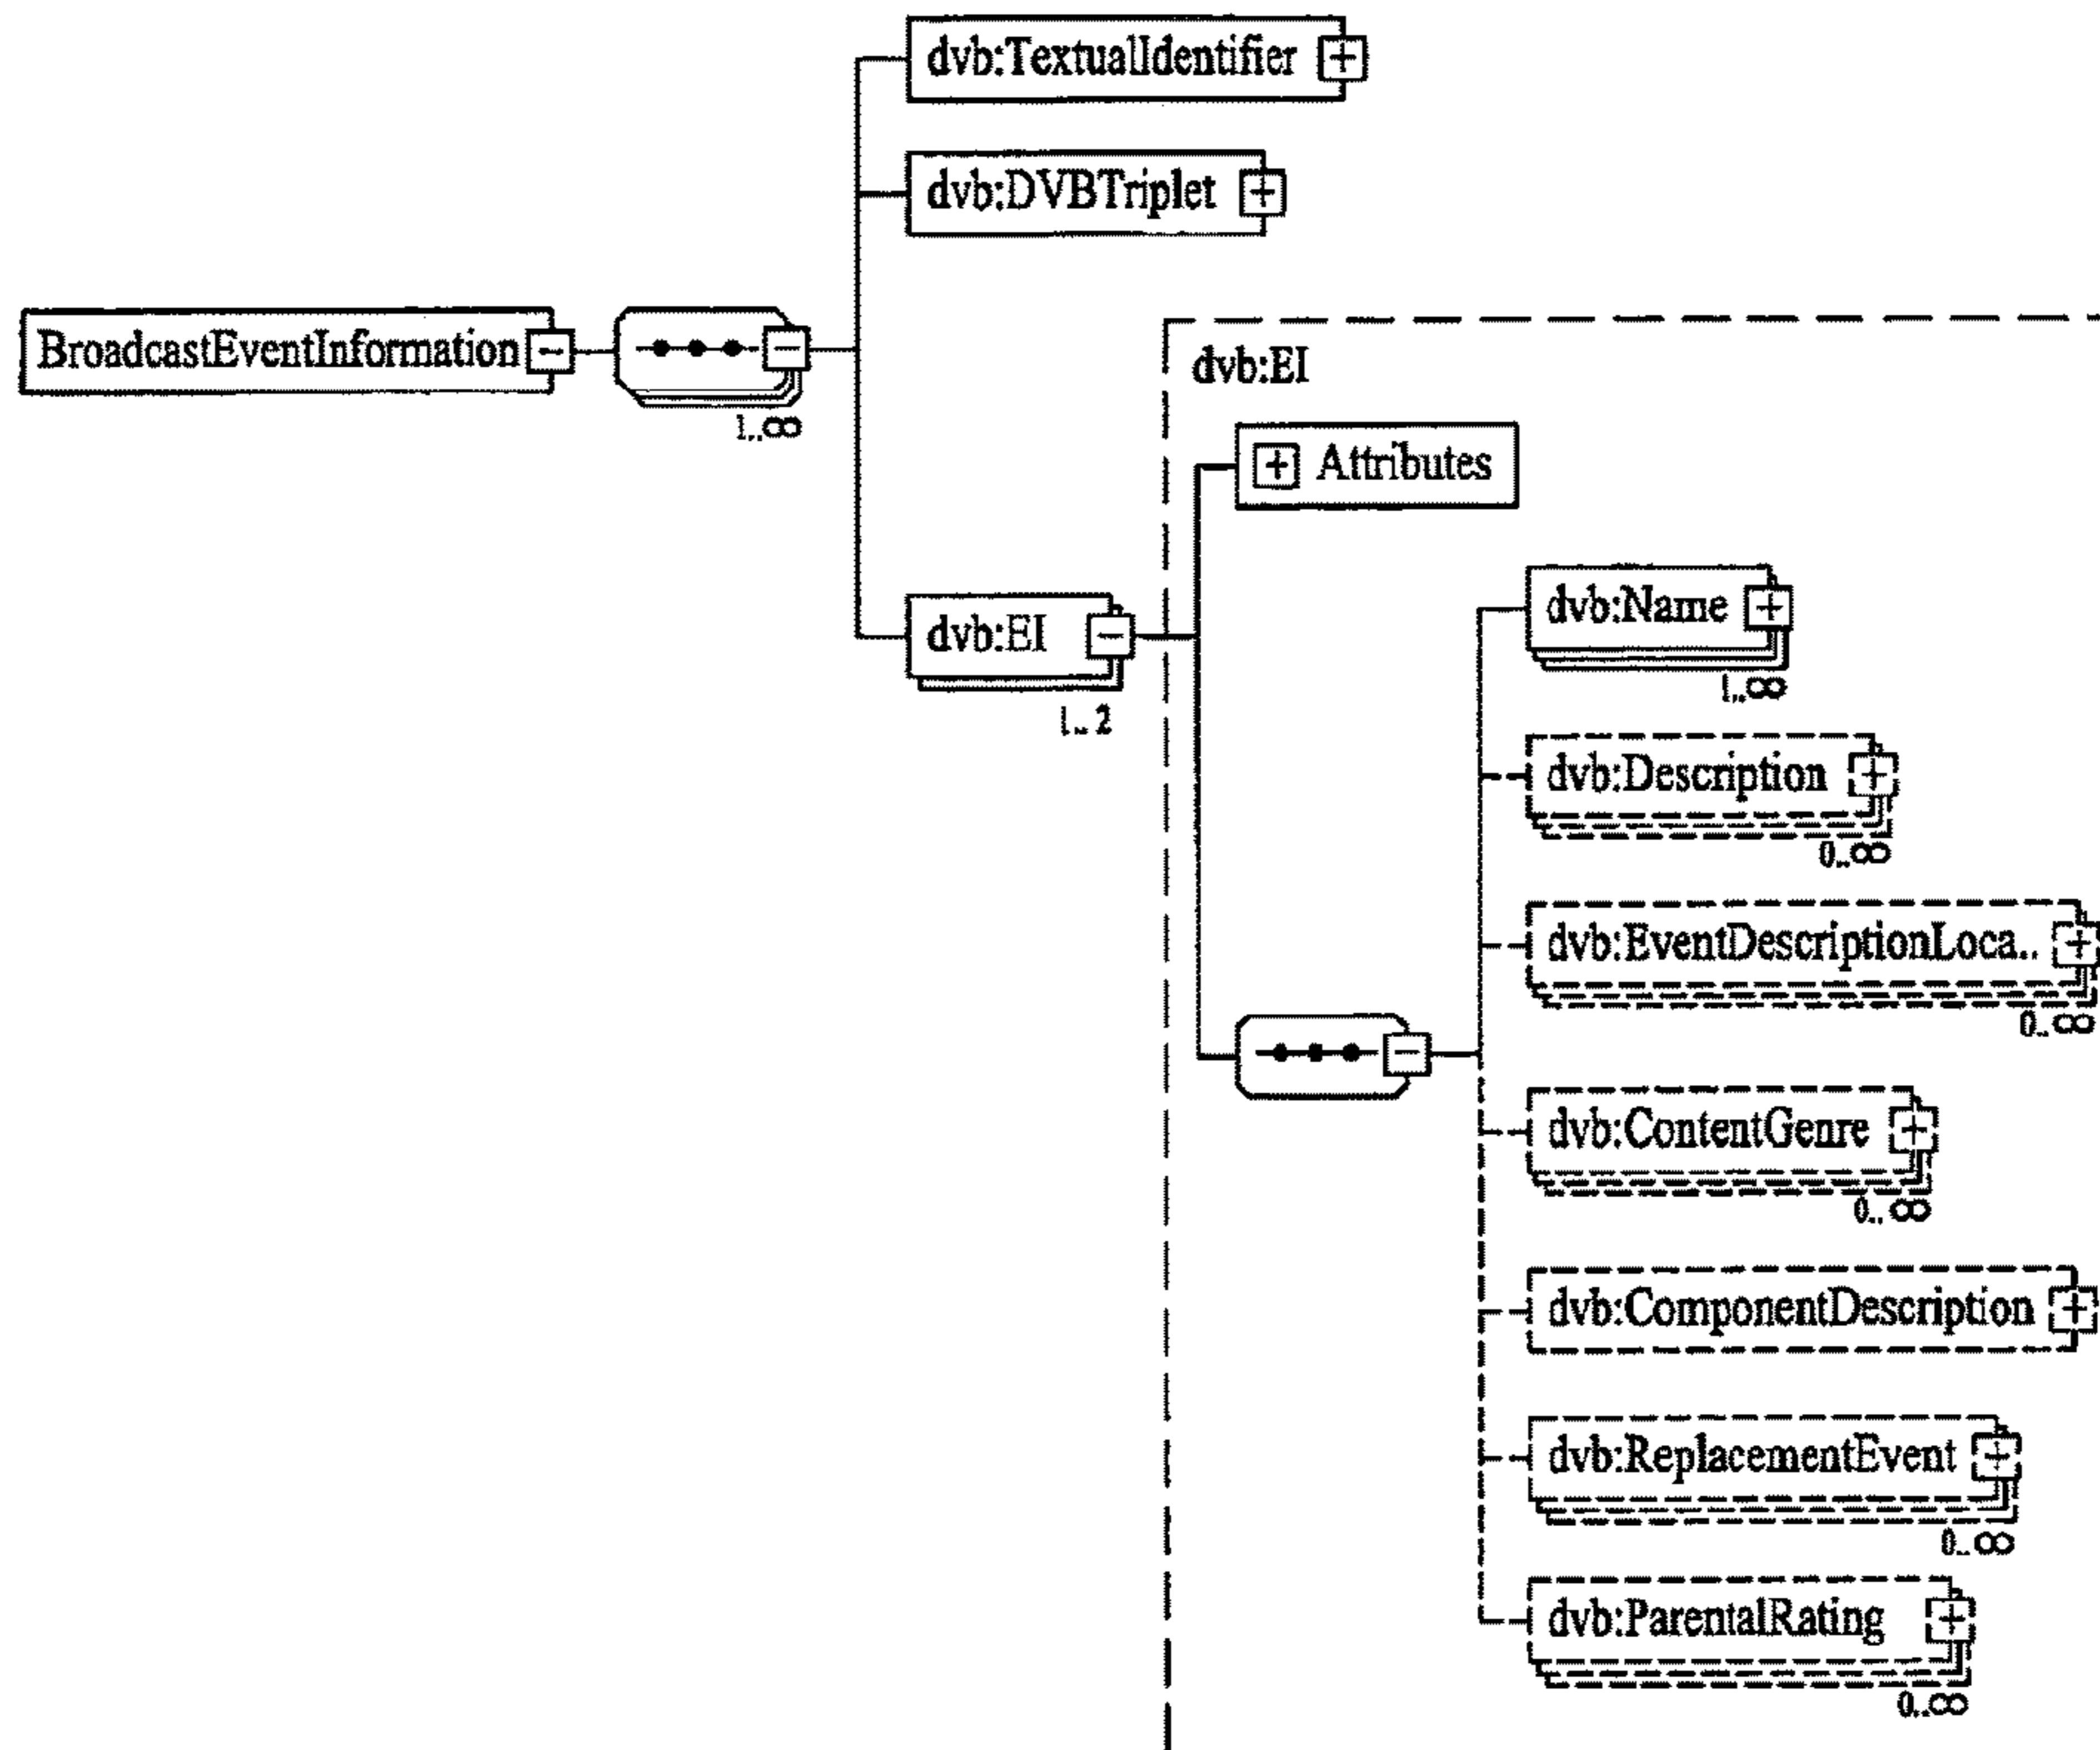 dvb:TextualIdentifier
dvb:DVBTriplet
BroadcastEventInformation
1..∞
dvb:EI
Attributes
dvb:EI
1..2
dvb:Name
1..∞
dvb:Description
0..∞
dvb:EventDescriptionLoca..
0..∞
dvb:ContentGenre
0..∞
dvb:ComponentDescription
dvb:ReplacementEvent
0..∞
dvb:ParentalRating
0..∞